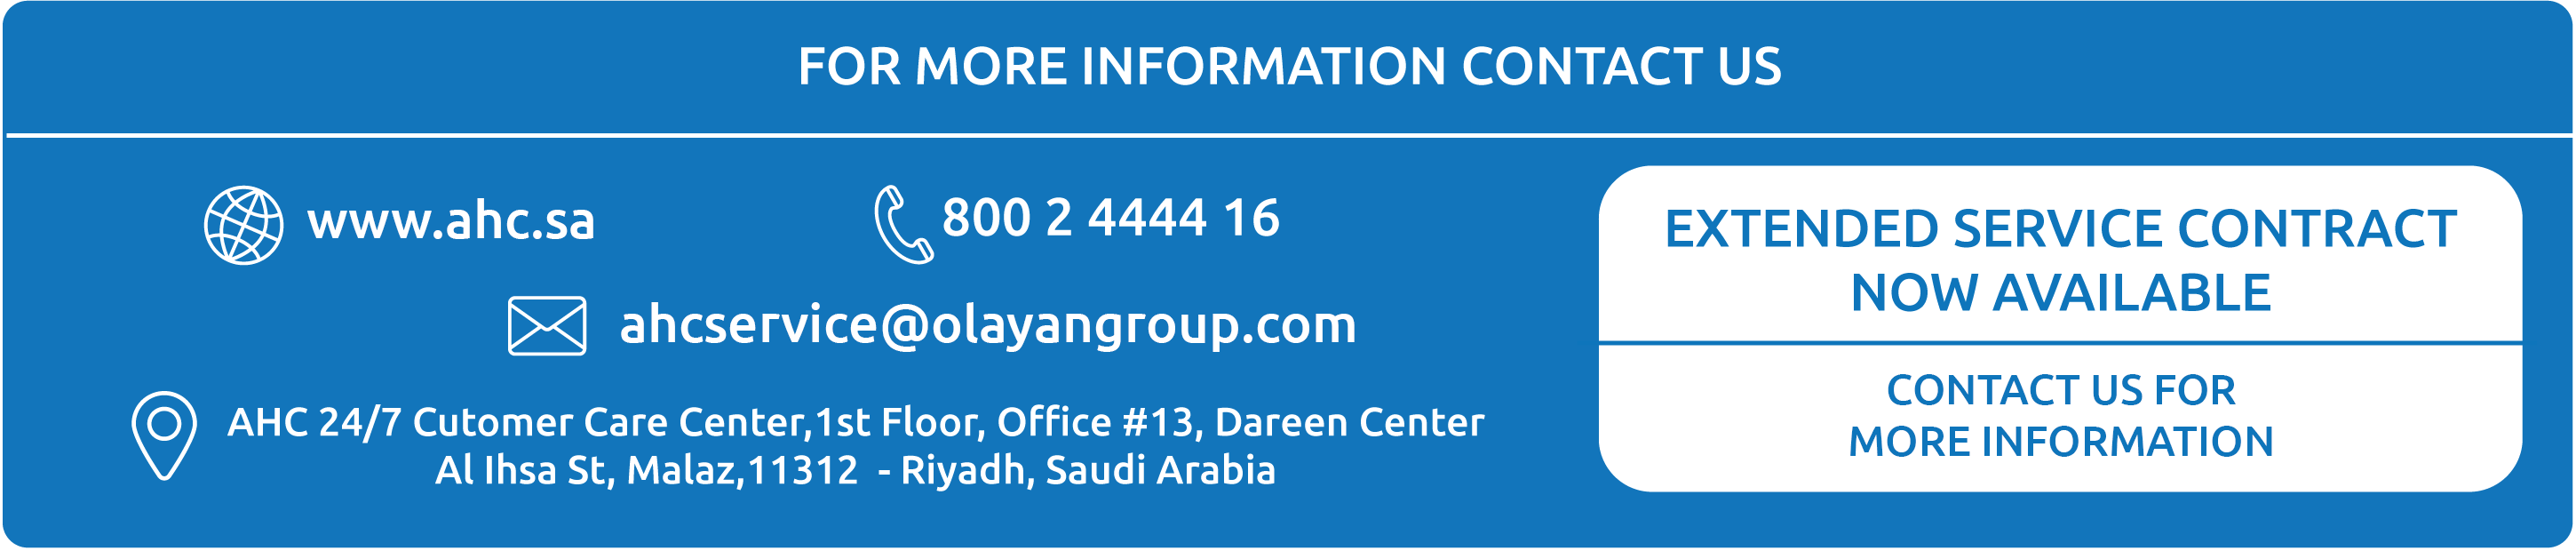 FOR MORE INFORMATION CONTACT US
www.ahc.sa
800 2 4444 16
ahcservice@olayangroup.com
AHC 24/7 Cutomer Care Center,1st Floor, Office #13, Dareen Center
Al Ihsa St, Malaz,11312 - Riyadh, Saudi Arabia
EXTENDED SERVICE CONTRACT
NOW AVAILABLE
CONTACT US FOR
MORE INFORMATION